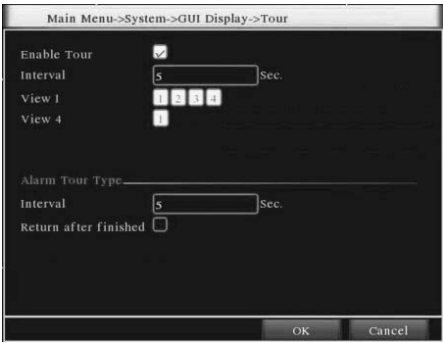 Main Menu->System->GUI Display->Tour
Enable Tour
Interval 5 Sec.
View 1 1 2 3 4
View 4 1
Alarm Tour Type
Interval 5 Sec.
Return after finished
OK Cancel